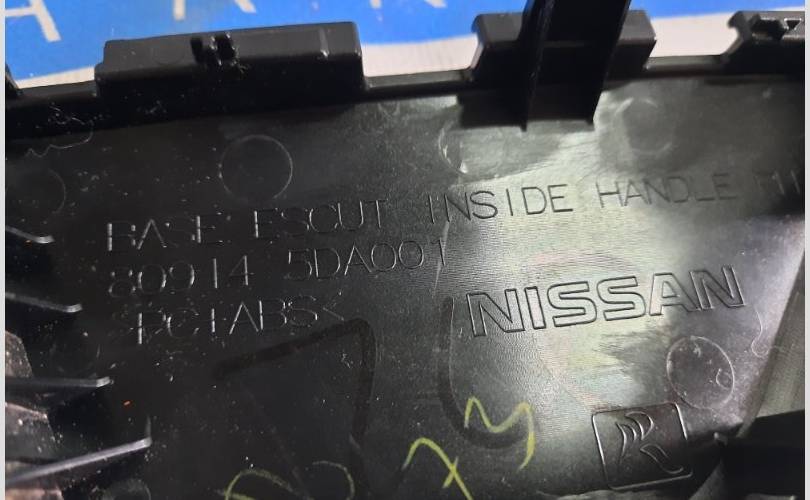 BASE ESCUT INSIDE HANDLE
80914 5DA001
PC+ABS<
NISSAN